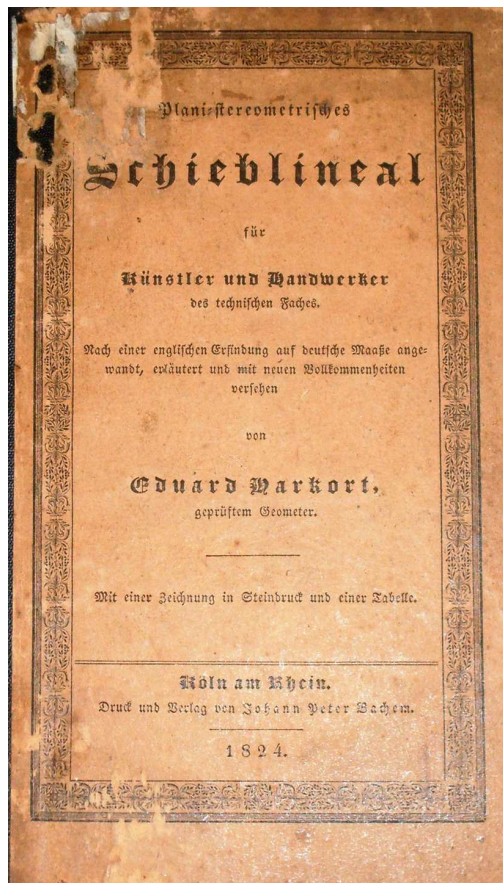 Plani-stereometrisches
Schieblineal
für
Künstler und Handwerker
des technischen Faches.
Nach einer englischen Erfindung auf deutsche Maaße ange-
wandt, erläutert und mit neuen Vollkommenheiten
versehen
von
Eduard Harkort,
geprüftem Geometer.
Mit einer Zeichnung in Steindruck und einer Tabelle.
Köln am Rhein.
Druck und Verlag von Johann Peter Bachem.
1824.